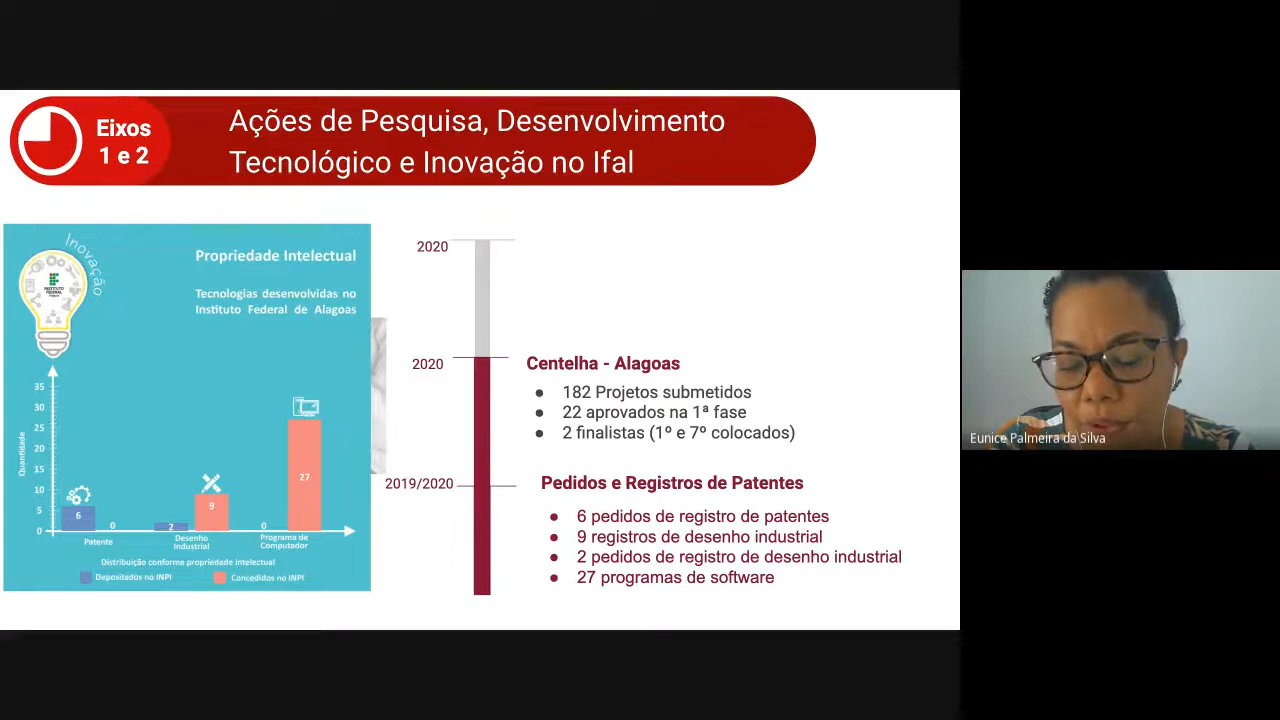 Eixos
1 e 2
Ações de Pesquisa, Desenvolvimento
Tecnológico e Inovação no Ifal
Inovação
INSTITUTO
FEDERAL
Propriedade Intelectual
Tecnologias desenvolvidas no
Instituto Federal de Alagoas
Quantidade
35
30
25
20
15
10
5
0
6
0
2
9
0
27
Patente
Desenho
Industrial
Programa de
Computador
Distribuição conforme propriedade intelectual
Depositados no INPI
Concedidos no INPI
2020
2020
Centelha - Alagoas
● 182 Projetos submetidos
● 22 aprovados na 1ª fase
● 2 finalistas (1º e 7º colocados)
2019/2020
Pedidos e Registros de Patentes
● 6 pedidos de registro de patentes
● 9 registros de desenho industrial
● 2 pedidos de registro de desenho industrial
● 27 programas de software
Eunice Palmeira da Silva